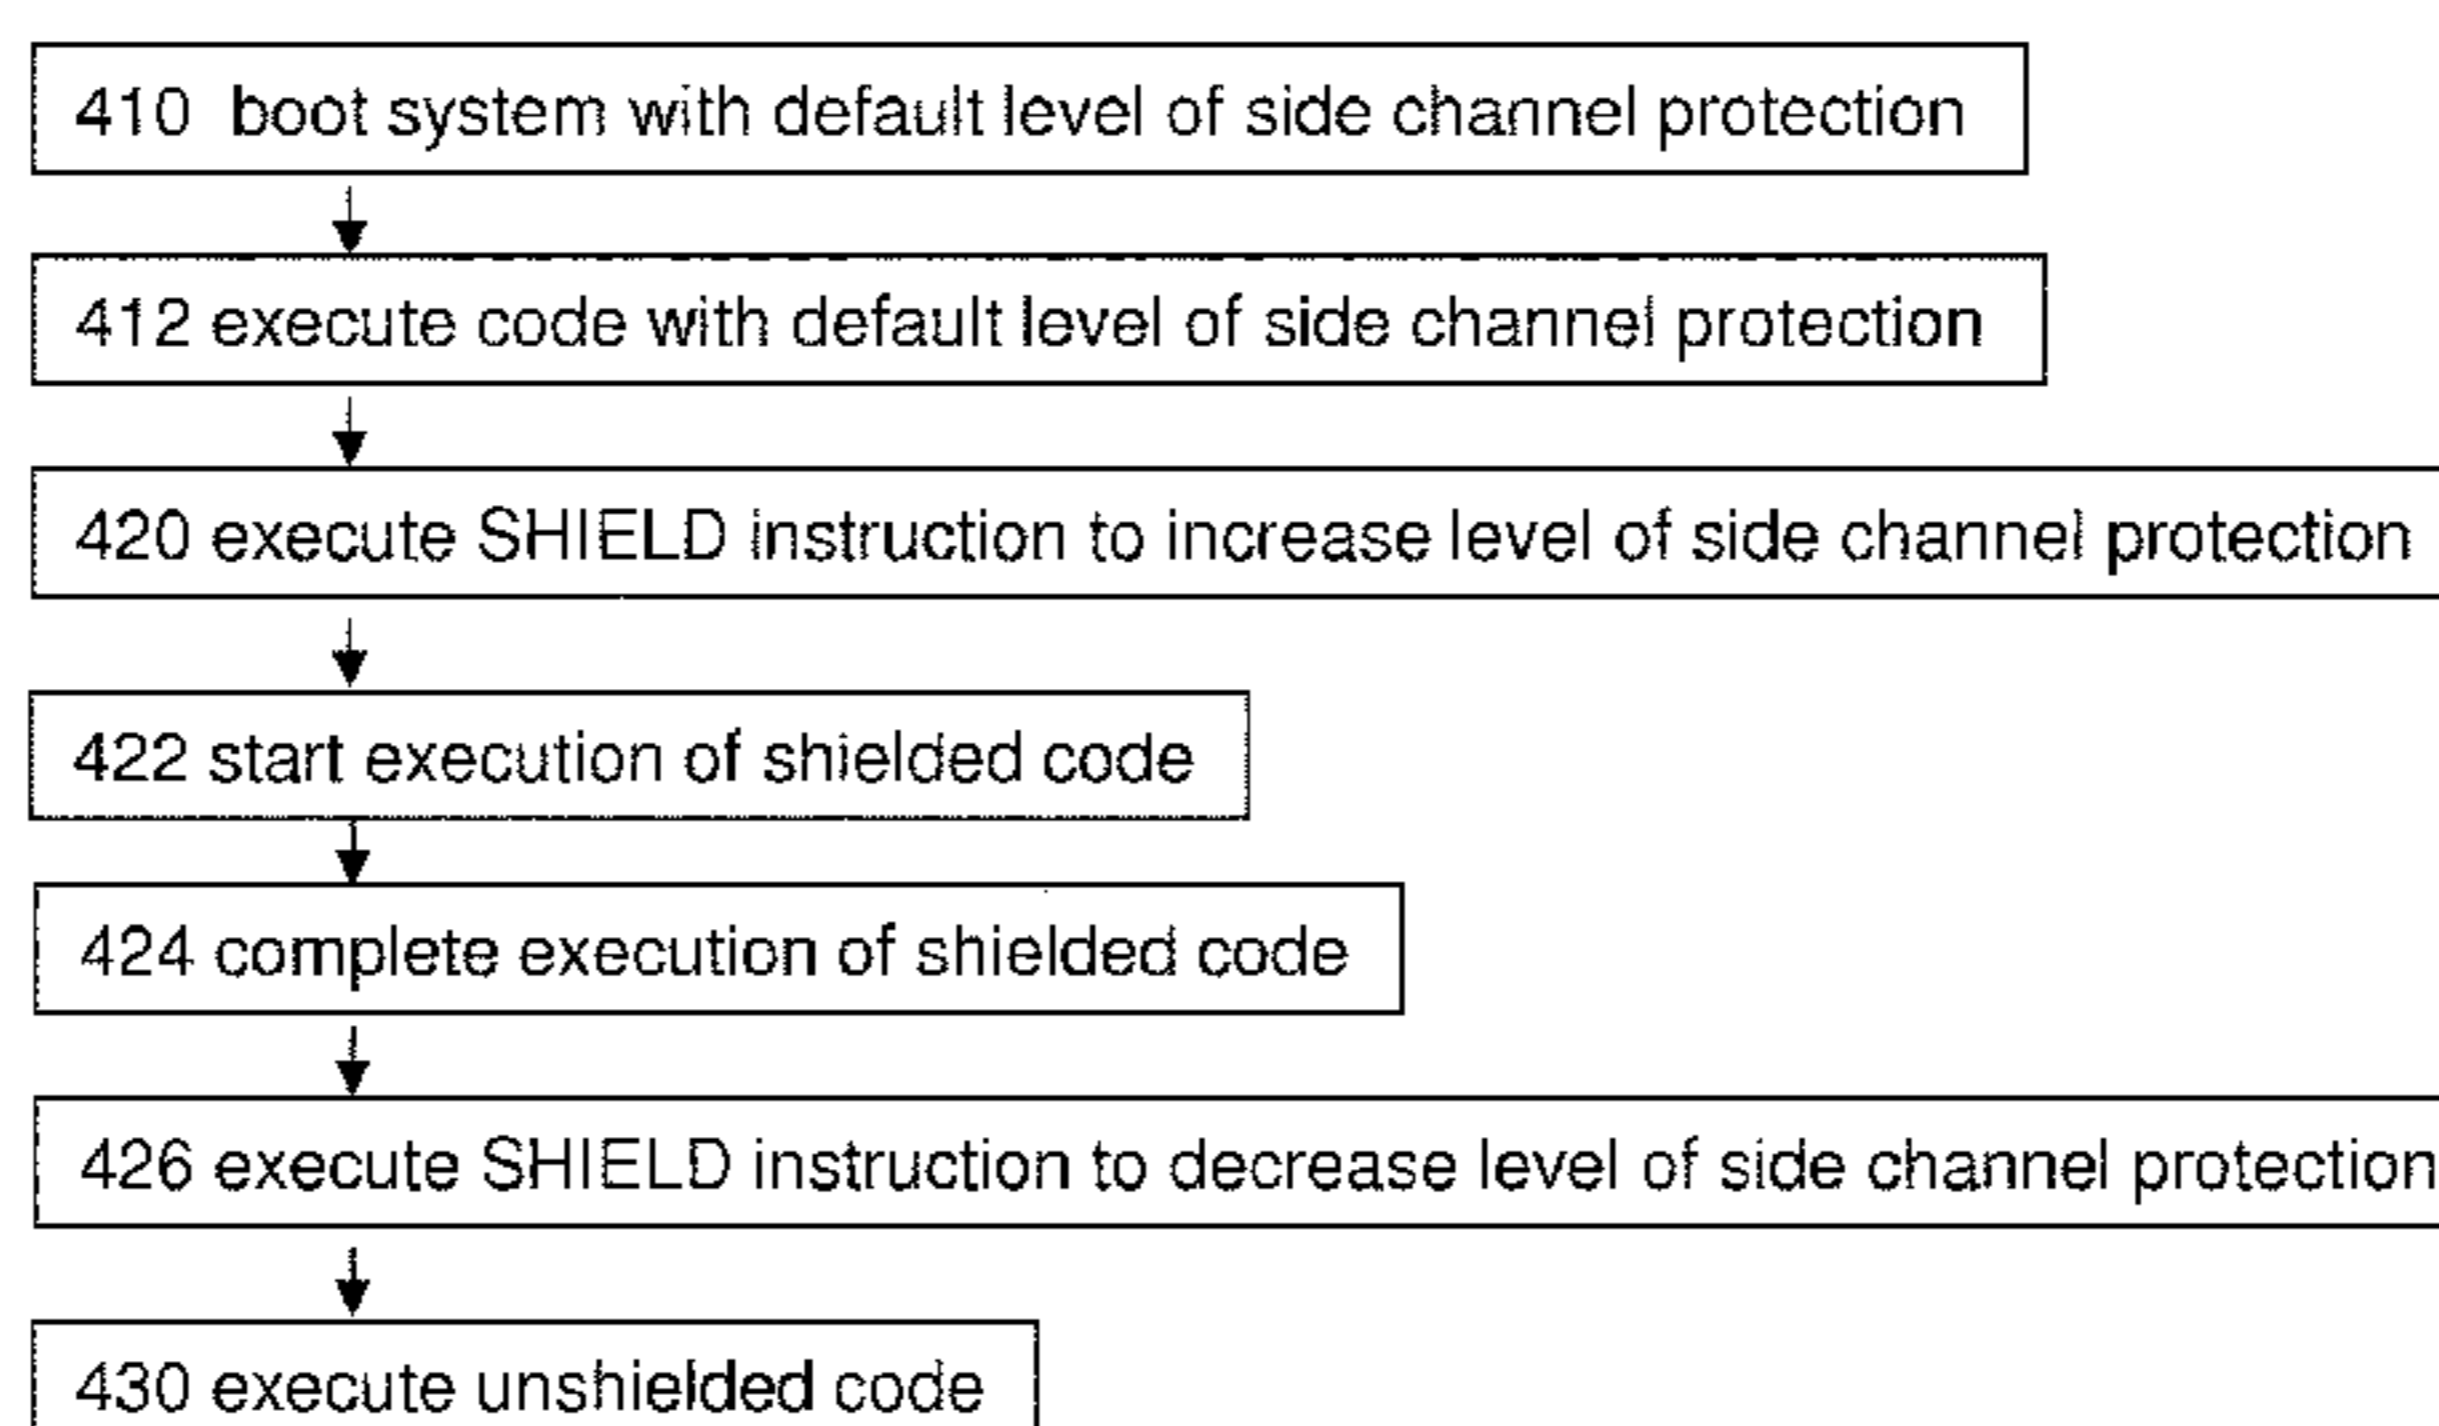 410 boot system with default level of side channel protection
412 execute code with default level of side channel protection
420 execute SHIELD instruction to increase level of side channel protection
422 start execution of shielded code
424 complete execution of shielded code
426 execute SHIELD instruction to decrease level of side channel protection
430 execute unshielded code